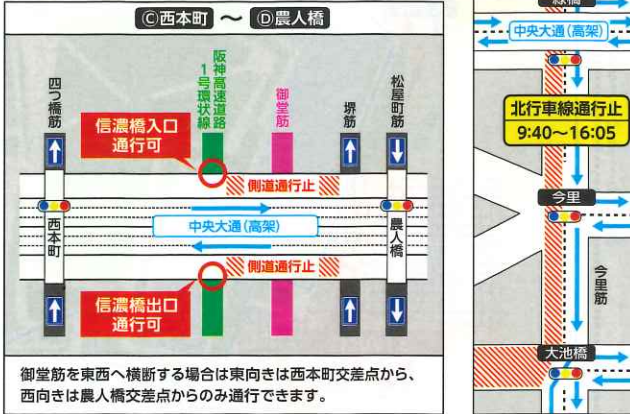 Ⓒ西本町 ～ Ⓓ農人橋
四つ橋筋
阪神高速道路
1号環状線
御堂筋
堺筋
松屋町筋
信濃橋入口
通行可
側道通行止
西本町
中央大通(高架)
農人橋
側道通行止
信濃橋出口
通行可
御堂筋を東西へ横断する場合は東向きは西本町交差点から、
西向きは農人橋交差点からのみ通行できます。
中央大通(高架)
北行車線通行止
9:40～16:05
今里
今里筋
大池橋